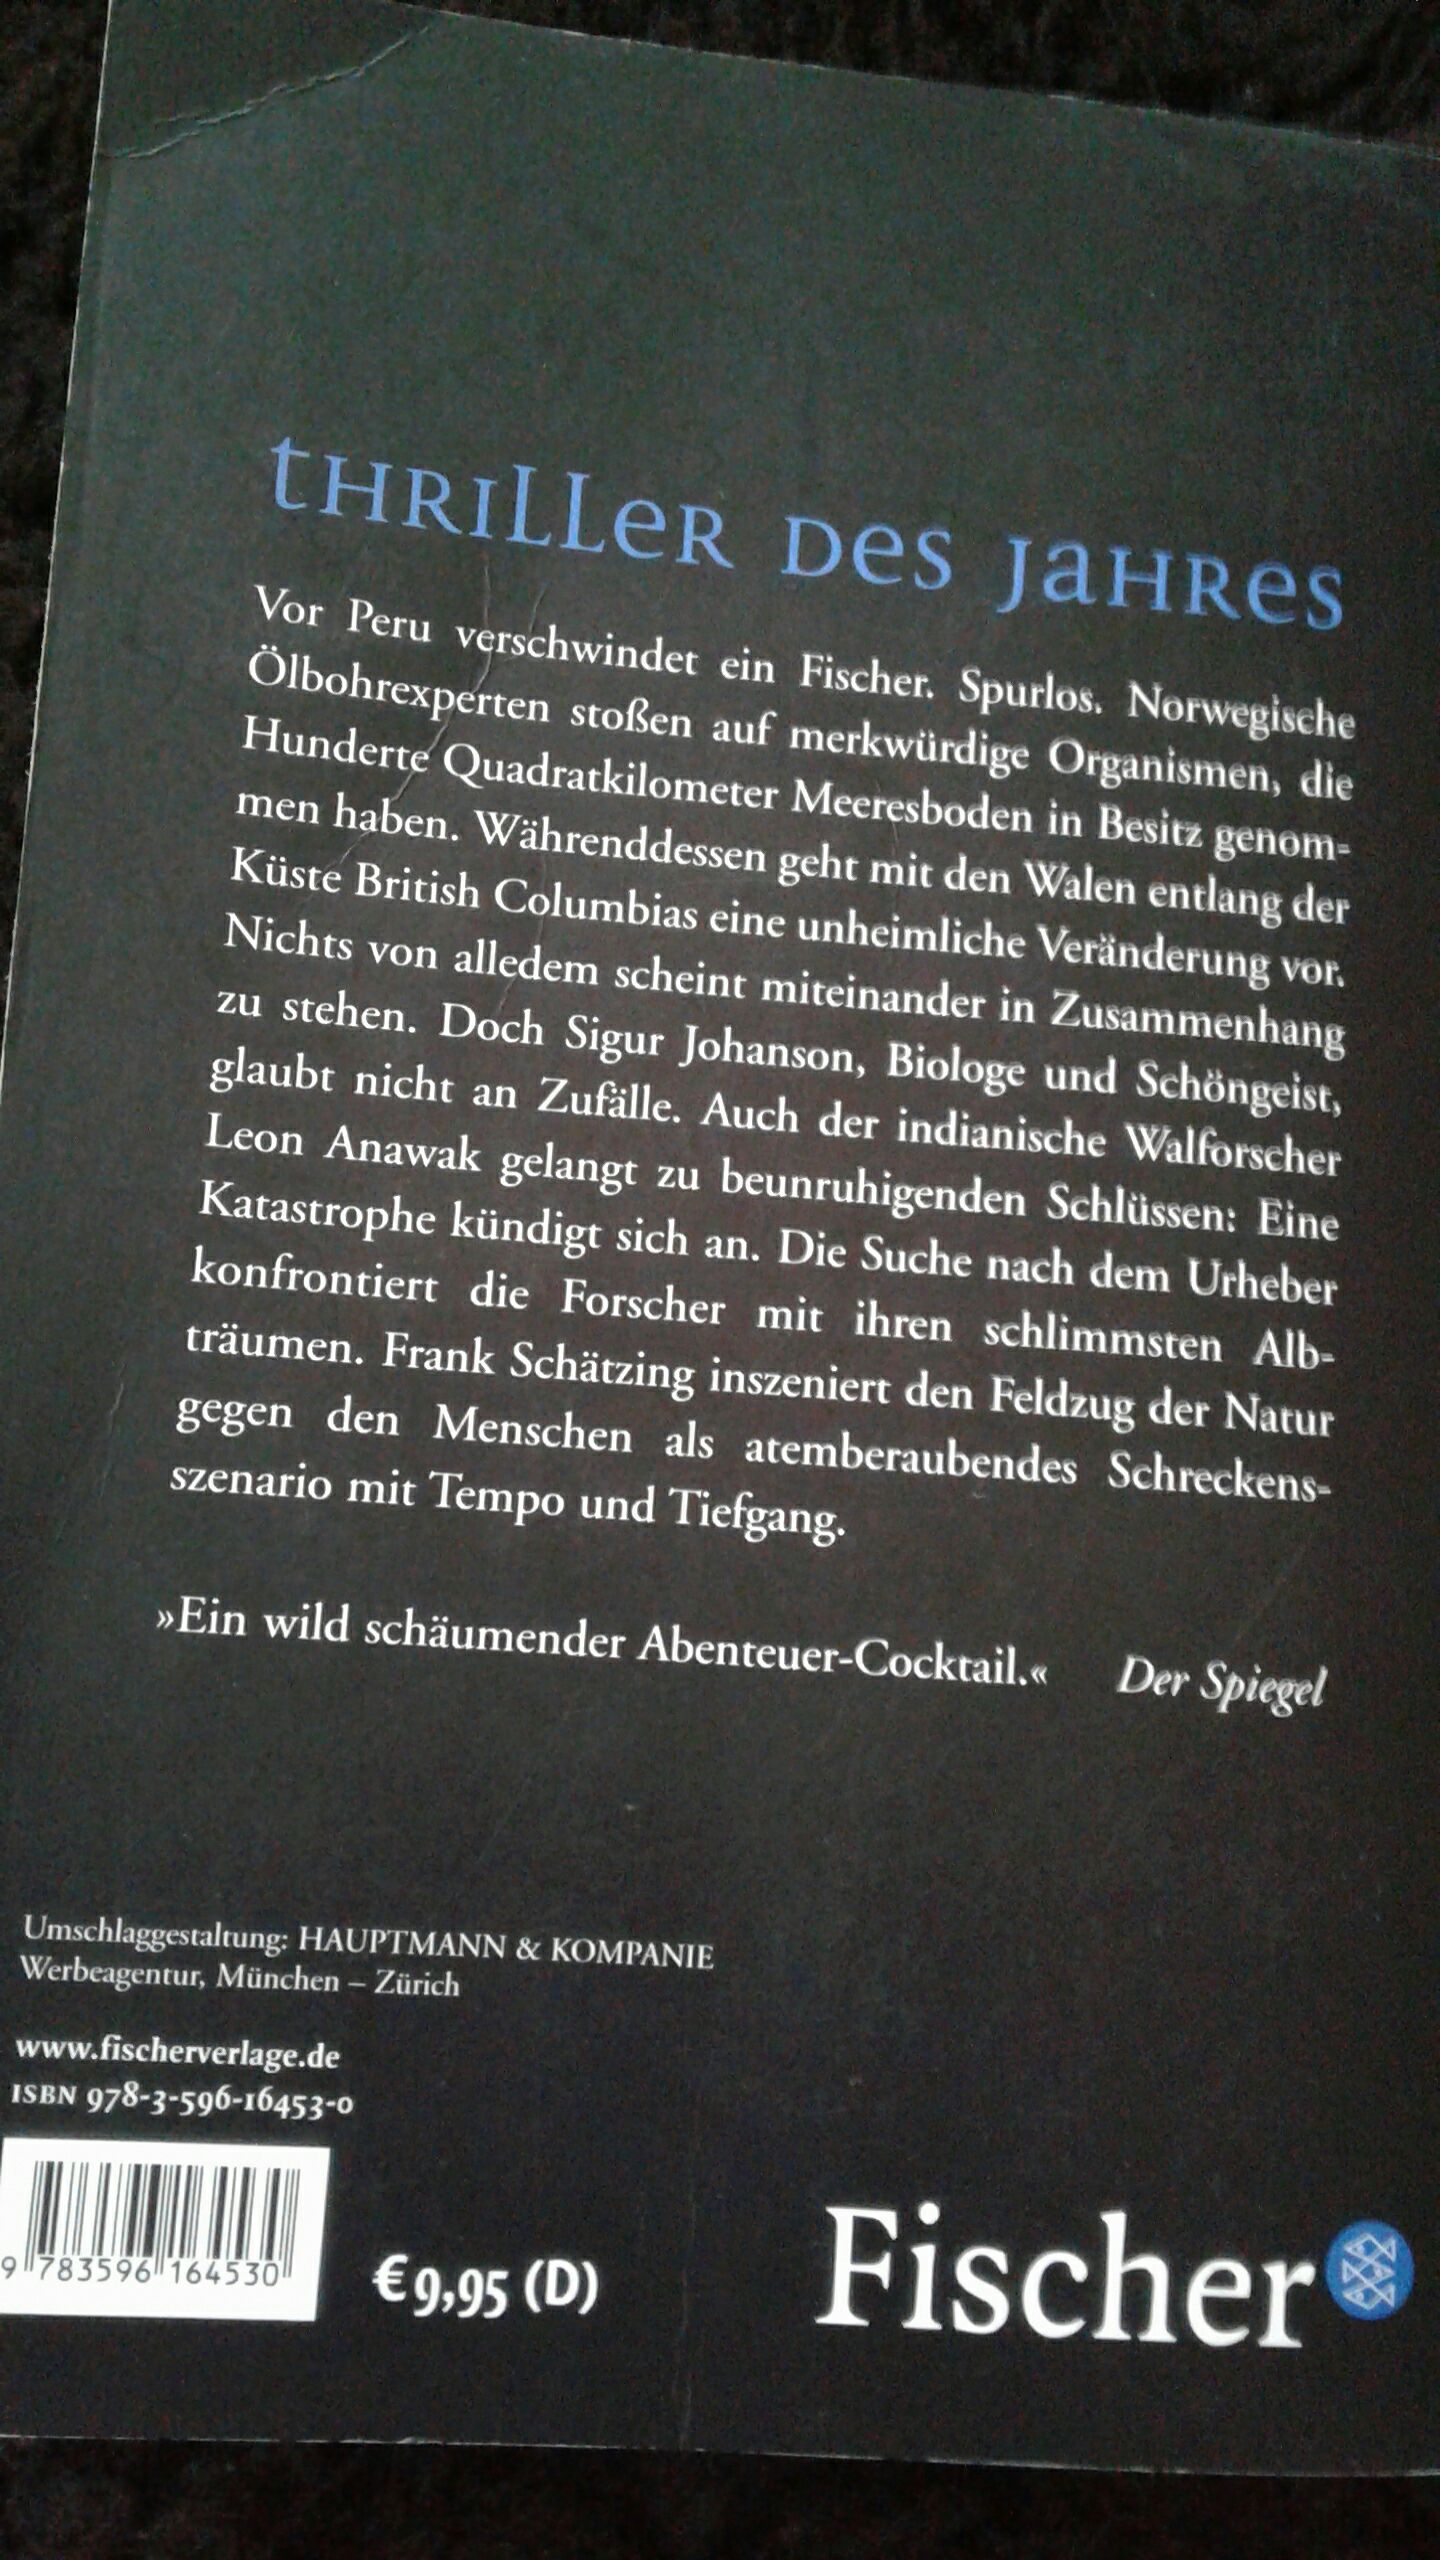 THRILLER DES JAHRES
Vor Peru verschwindet ein Fischer. Spurlos. Norwegische
Ölbohrexperten stoßen auf merkwürdige Organismen, die
Hunderte Quadratkilometer Meeresboden in Besitz genom-
men haben. Währenddessen geht mit den Walen entlang der
Küste British Columbias eine unheimliche Veränderung vor.
Nichts von alledem scheint miteinander in Zusammenhang
zu stehen. Doch Sigur Johanson, Biologe und Schöngeist,
glaubt nicht an Zufälle. Auch der indianische Walforscher
Leon Anawak gelangt zu beunruhigenden Schlüssen: Eine
Katastrophe kündigt sich an. Die Suche nach dem Urheber
konfrontiert die Forscher mit ihren schlimmsten Alb-
träumen. Frank Schätzing inszeniert den Feldzug der Natur
gegen den Menschen als atemberaubendes Schreckens-
szenario mit Tempo und Tiefgang.
»Ein wild schäumender Abenteuer-Cocktail.« Der Spiegel
Umschlaggestaltung: HAUPTMANN & KOMPANIE
Werbeagentur, München – Zürich
www.fischerverlage.de
ISBN 978-3-596-16453-0
9 783596 164530
€ 9,95 (D)
Fischer